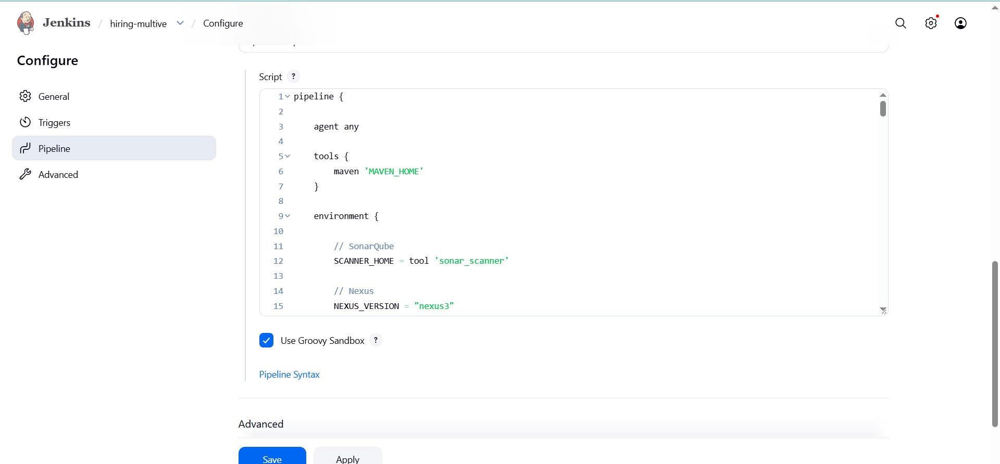 Jenkins / hiring-multive / Configure
Configure
General
Triggers
Pipeline
Advanced
Script ?
1 pipeline {
2
3 agent any
4
5 tools {
6 maven 'MAVEN_HOME'
7 }
8
9 environment {
10
11 // SonarQube
12 SCANNER_HOME = tool 'sonar_scanner'
13
14 // Nexus
15 NEXUS_VERSION = "nexus3"
Use Groovy Sandbox ?
Pipeline Syntax
Advanced
Save
Apply